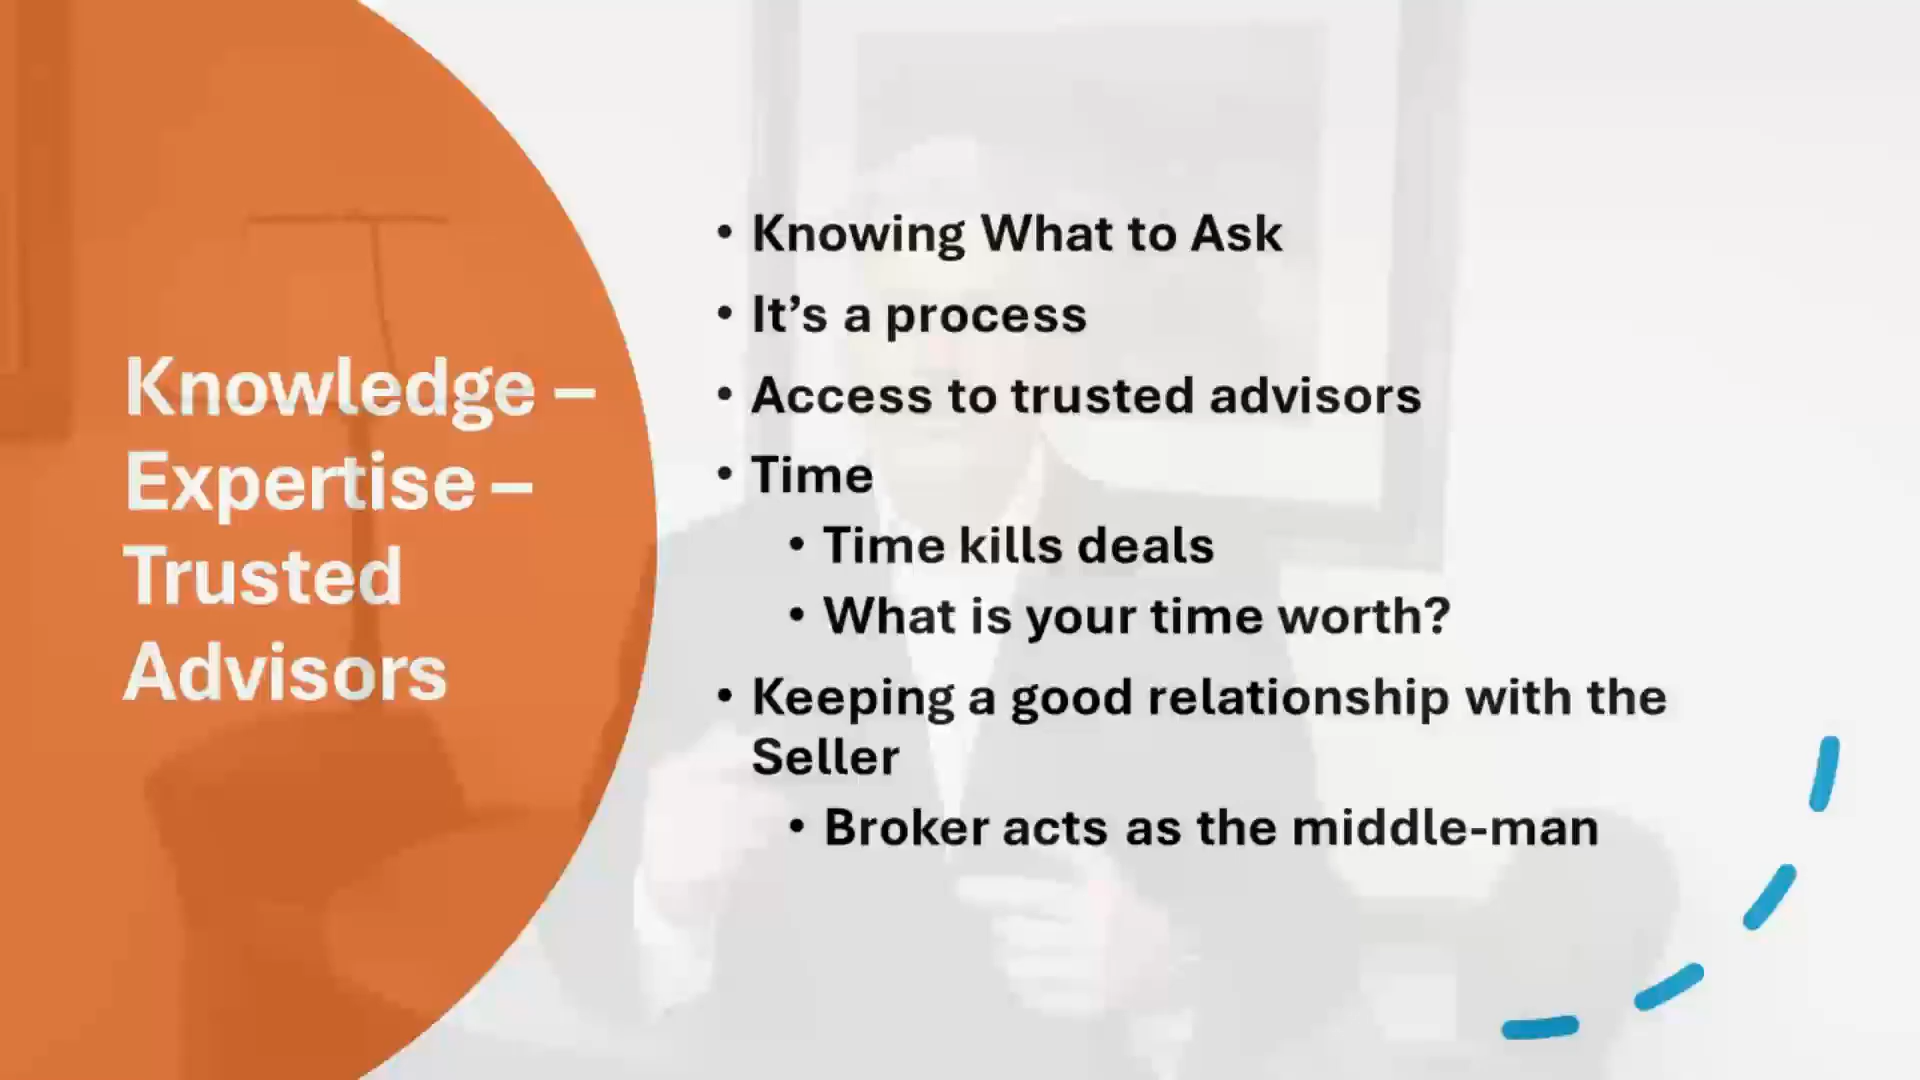 Knowledge –
Expertise –
Trusted
Advisors
• Knowing What to Ask
• It’s a process
• Access to trusted advisors
• Time
• Time kills deals
• What is your time worth?
• Keeping a good relationship with the
Seller
• Broker acts as the middle-man